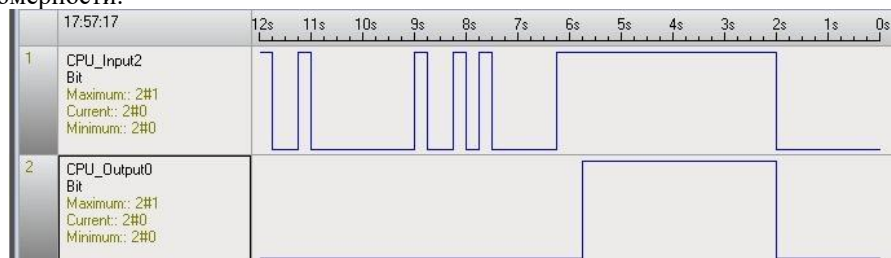 17:57:17 12s 11s 10s 9s 8s 7s 6s 5s 4s 3s 2s 1s 0s
1 CPU_Input2
Bit
Maximum:: 2#1
Current:: 2#0
Minimum:: 2#0
2 CPU_Output0
Bit
Maximum:: 2#1
Current:: 2#0
Minimum:: 2#0